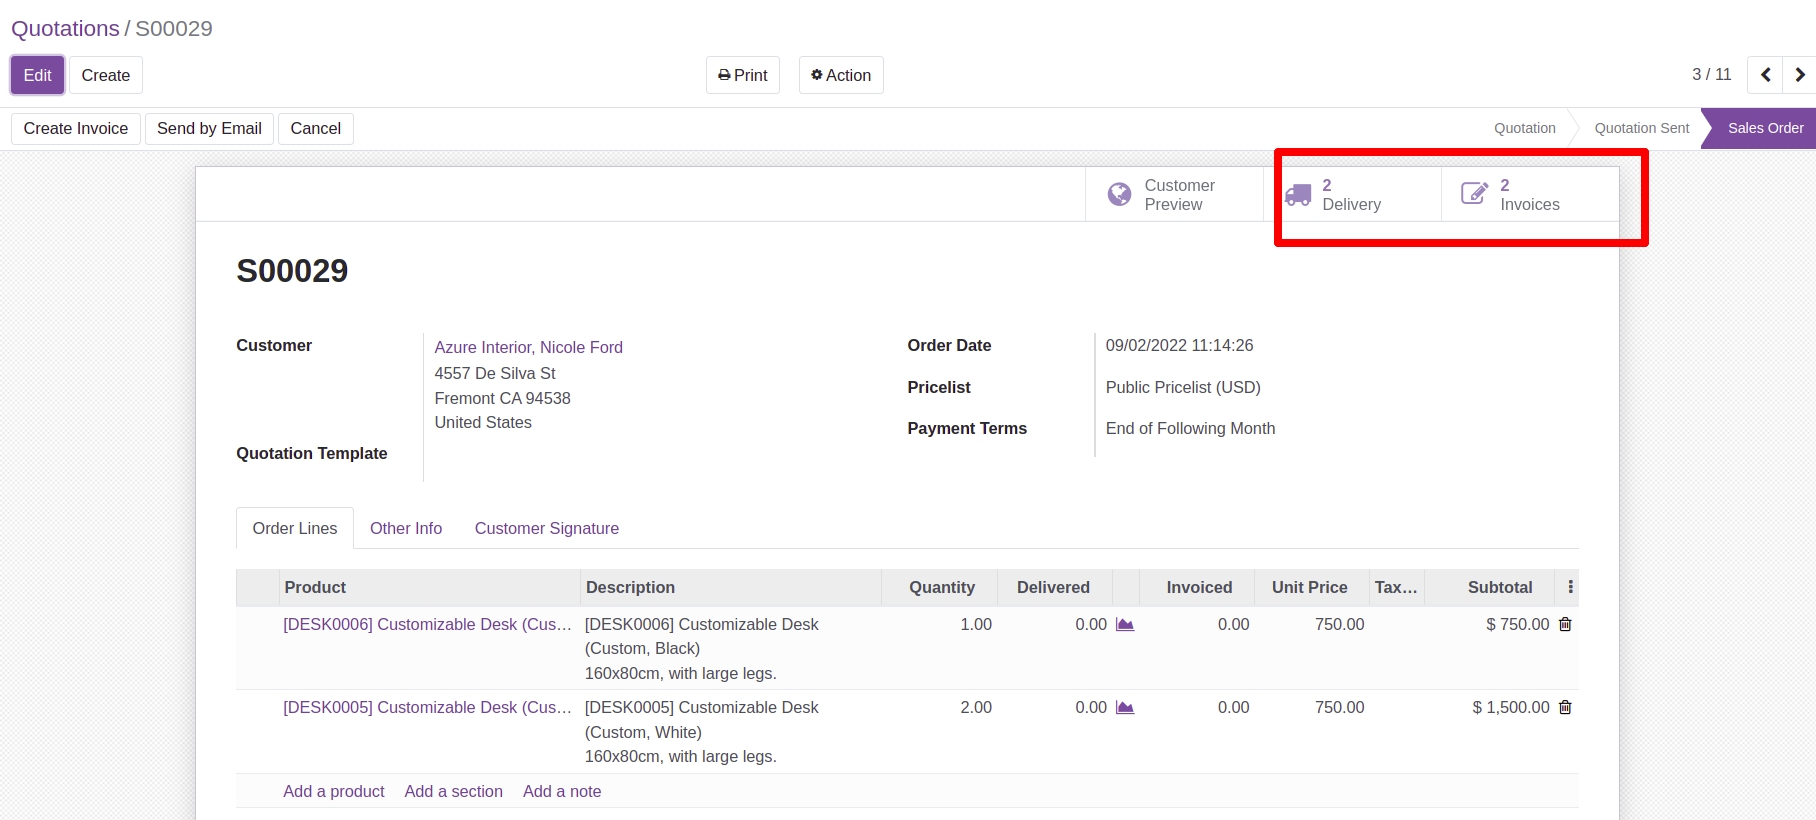 Quotations / S00029
Edit Create Print Action 3 / 11
Create Invoice Send by Email Cancel Quotation Quotation Sent Sales Order
Customer Preview
2 Delivery
2 Invoices
S00029
Customer
Azure Interior, Nicole Ford
4557 De Silva St
Fremont CA 94538
United States
Quotation Template
Order Date 09/02/2022 11:14:26
Pricelist Public Pricelist (USD)
Payment Terms End of Following Month
Order Lines Other Info Customer Signature
Product Description Quantity Delivered Invoiced Unit Price Tax... Subtotal
[DESK0006] Customizable Desk (Cus... [DESK0006] Customizable Desk 1.00 0.00 0.00 750.00 $ 750.00
(Custom, Black)
160x80cm, with large legs.
[DESK0005] Customizable Desk (Cus... [DESK0005] Customizable Desk 2.00 0.00 0.00 750.00 $ 1,500.00
(Custom, White)
160x80cm, with large legs.
Add a product Add a section Add a note